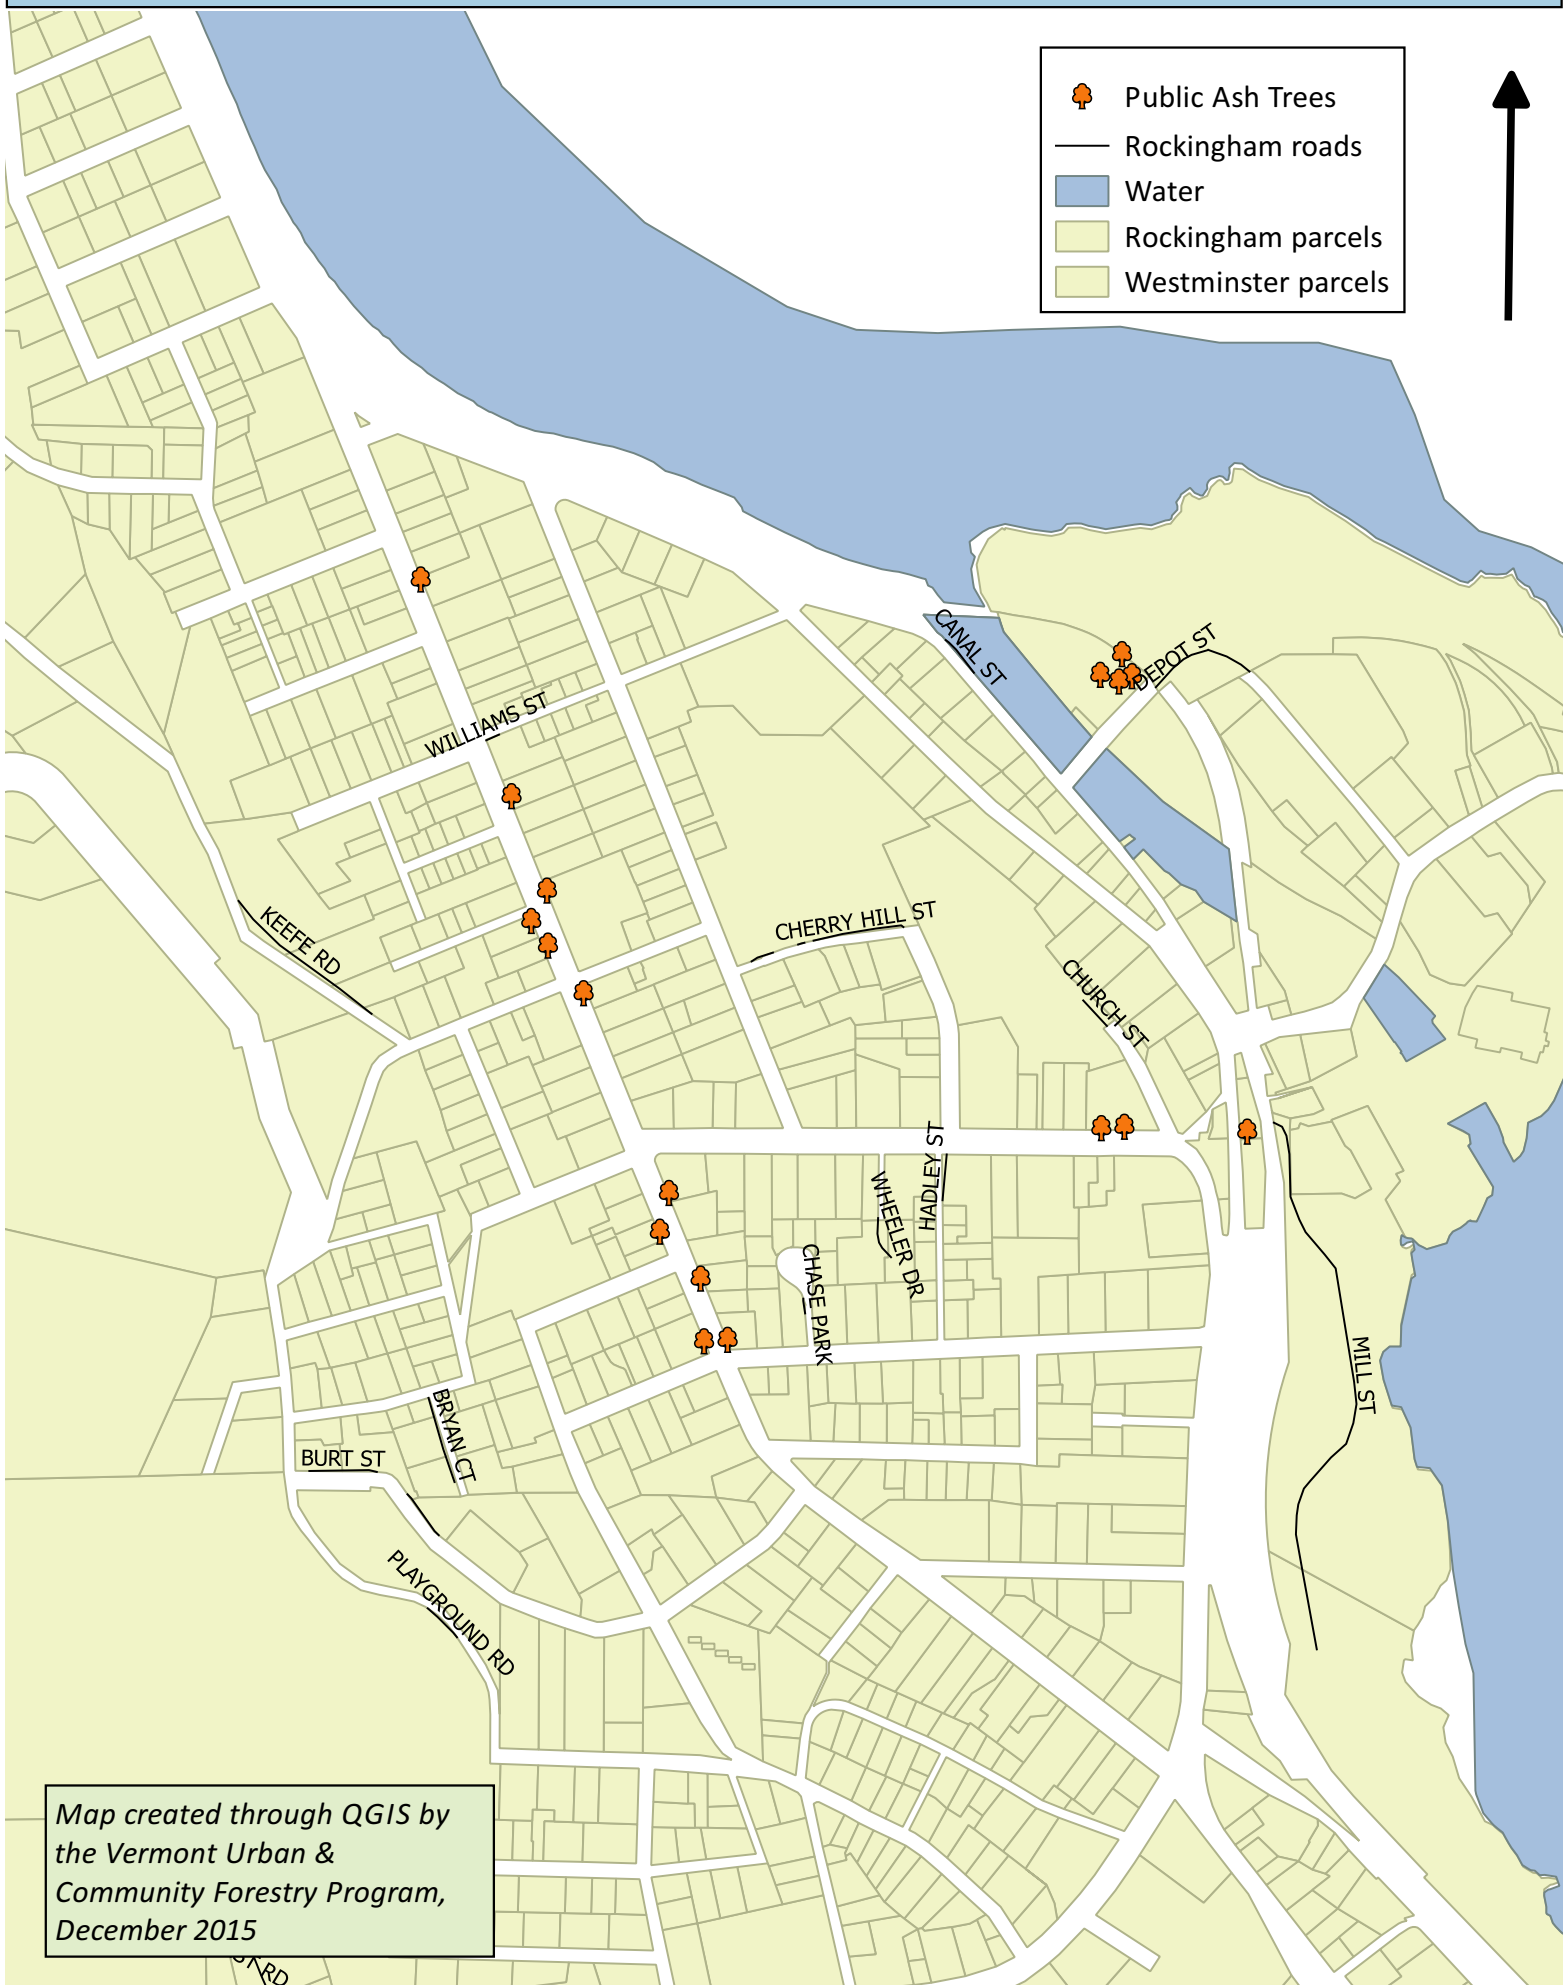 Public Ash Trees
Rockingham roads
Water
Rockingham parcels
Westminster parcels
CANAL ST
DEPOT ST
WILLIAMS ST
KEEFE RD
CHERRY HILL ST
CHURCH ST
HADLEY ST
WHEELER DR
CHASE PARK
MILL ST
BRYAN CT
BURT ST
PLAYGROUND RD
Map created through QGIS by
the Vermont Urban &
Community Forestry Program,
December 2015
RD